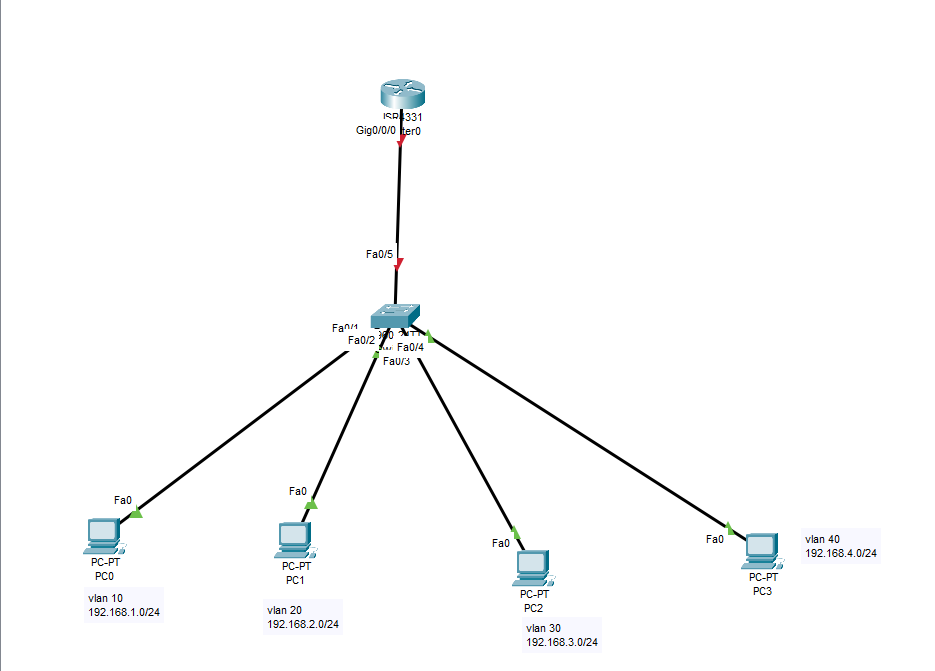 ISR4331
Gig0/0/0
Fa0/5
Fa0/1
Fa0/2
Fa0/4
Fa0/3
Fa0
PC-PT
PC0
vlan 10
192.168.1.0/24
Fa0
PC-PT
PC1
vlan 20
192.168.2.0/24
Fa0
PC-PT
PC2
vlan 30
192.168.3.0/24
Fa0
PC-PT
PC3
vlan 40
192.168.4.0/24